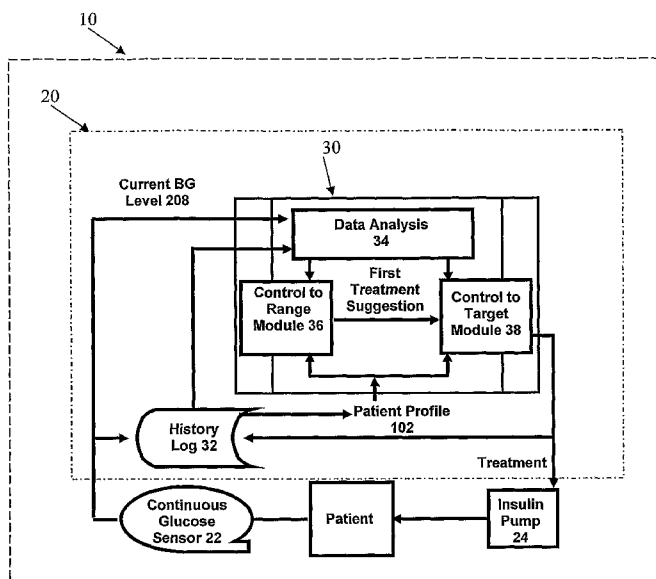 10
20
30
Current BG
Level 208
Data Analysis
34
First
Treatment
Suggestion
Control to
Range
Module 36
Control to
Target
Module 38
Patient Profile
102
History
Log 32
Treatment
Continuous
Glucose
Sensor 22
Patient
Insulin
Pump
24